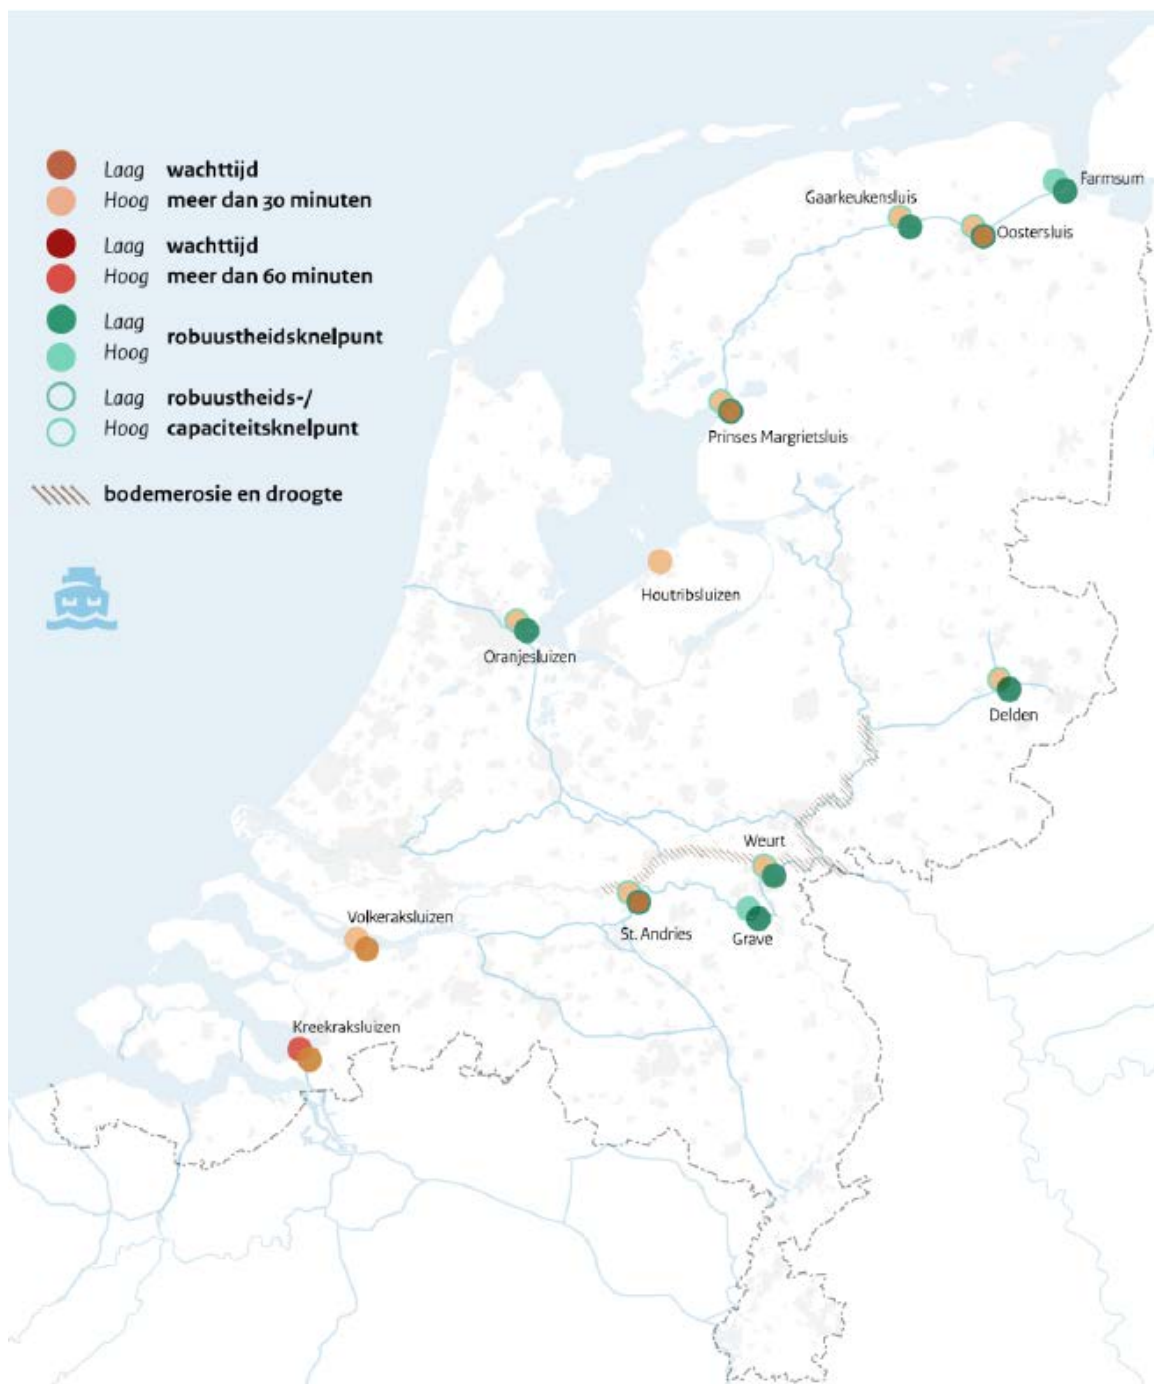 Laag wachttijd
Hoog meer dan 30 minuten
Laag wachttijd
Hoog meer dan 60 minuten
Laag
robuustheidsknelpunt
Hoog
Laag robuustheids-/
Hoog capaciteitsknelpunt
bodemerosie en droogte
Farmsum
Gaarkeukensluis
Oostersluis
Prinses Margrietsluis
Houtribsluizen
Oranjesluizen
Delden
Weurt
Volkeraksluizen
St. Andries
Grave
Kreekraksluizen